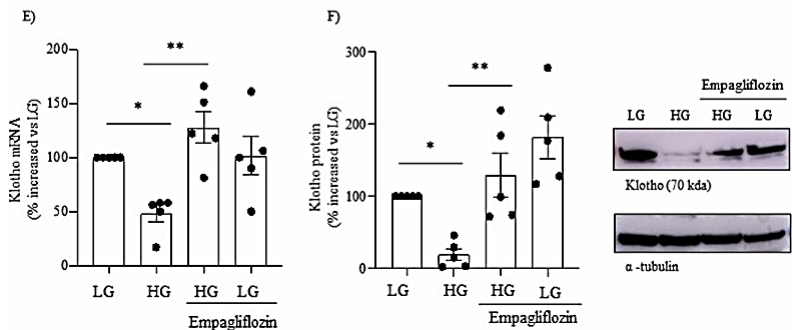 E)
Klotho mRNA
(% increased vs LG)
200
150
100
50
0
*
**
LG HG HG LG
Empagliflozin
F)
Klotho protein
(% increased vs LG)
300
200
100
0
*
**
LG HG HG LG
Empagliflozin
Empagliflozin
LG HG HG LG
Klotho (70 kda)
α -tubulin